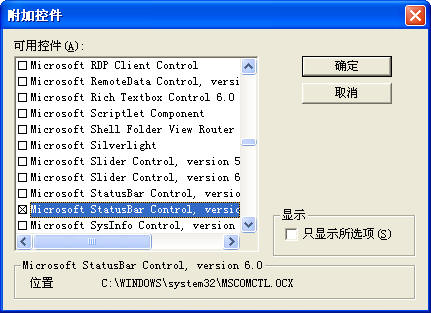 附加控件
可用控件(A):
Microsoft RDP Client Control
Microsoft RemoteData Control, version
Microsoft Rich Textbox Control 6.0
Microsoft Scriptlet Component
Microsoft Shell Folder View Router
Microsoft Silverlight
Microsoft Slider Control, version 5
Microsoft Slider Control, version 6
Microsoft StatusBar Control, versio
Microsoft StatusBar Control, versio
Microsoft SysInfo Control, version
确定
取消
显示
只显示所选项(S)
Microsoft StatusBar Control, version 6.0
位置 C:\WINDOWS\system32\MSCOMCTL.OCX